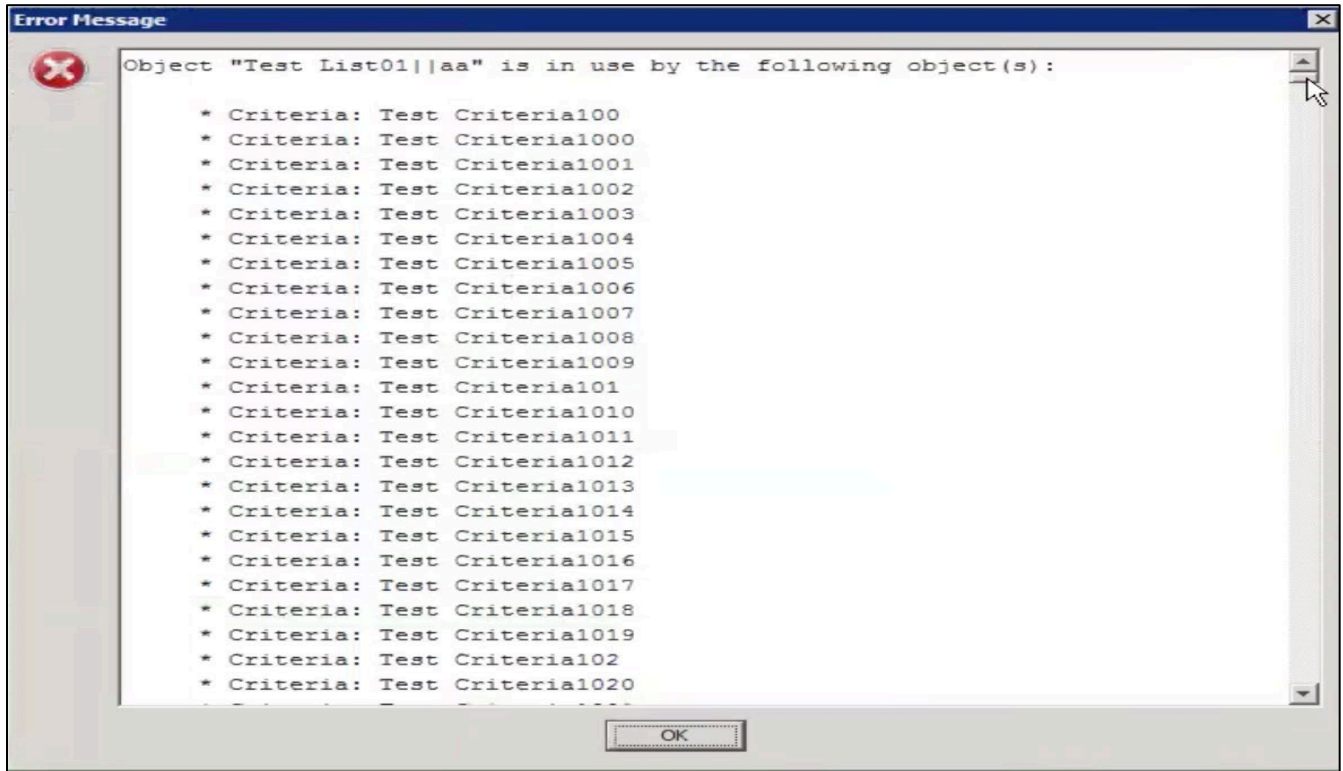 Error Message
Object "Test List01||aa" is in use by the following object(s):
* Criteria: Test Criteria100
* Criteria: Test Criteria1000
* Criteria: Test Criteria1001
* Criteria: Test Criteria1002
* Criteria: Test Criteria1003
* Criteria: Test Criteria1004
* Criteria: Test Criteria1005
* Criteria: Test Criteria1006
* Criteria: Test Criteria1007
* Criteria: Test Criteria1008
* Criteria: Test Criteria1009
* Criteria: Test Criteria101
* Criteria: Test Criteria1010
* Criteria: Test Criteria1011
* Criteria: Test Criteria1012
* Criteria: Test Criteria1013
* Criteria: Test Criteria1014
* Criteria: Test Criteria1015
* Criteria: Test Criteria1016
* Criteria: Test Criteria1017
* Criteria: Test Criteria1018
* Criteria: Test Criteria1019
* Criteria: Test Criteria102
* Criteria: Test Criteria1020
OK